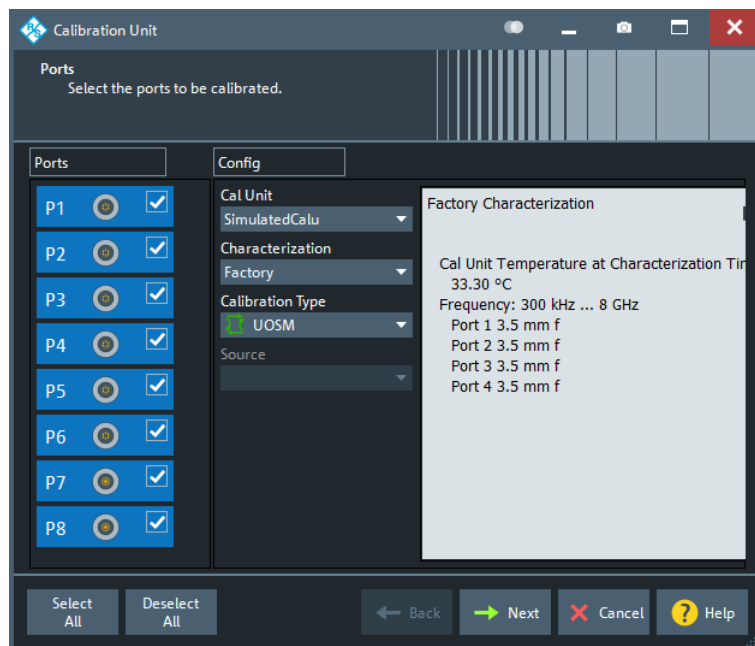 Calibration Unit
Ports
Select the ports to be calibrated.
Ports
P1
P2
P3
P4
P5
P6
P7
P8
Config
Cal Unit
SimulatedCalu
Characterization
Factory
Calibration Type
UOSM
Source
Factory Characterization
Cal Unit Temperature at Characterization Tir
33.30 ºC
Frequency: 300 kHz ... 8 GHz
Port 1 3.5 mm f
Port 2 3.5 mm f
Port 3 3.5 mm f
Port 4 3.5 mm f
Select
All
Deselect
All
Back
Next
Cancel
? Help